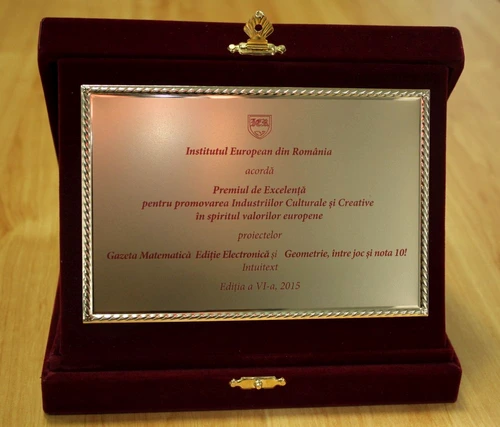 Institutul European din România
acordă
Premiul de Excelență
pentru promovarea Industriilor Culturale și Creative
în spiritul valorilor europene
proiectelor
Gazeta Matematică Ediție Electronică și Geometrie, între joc și nota 10!
Intuitext
Ediția a VI-a, 2015